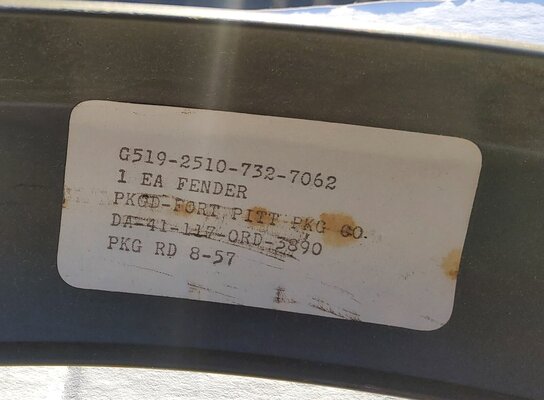 G519-2510-732-7062
1 EA FENDER
PKGD-FORT PITT PKG CO.
DA-41-117-ORD-3890
PKG RD 8-57